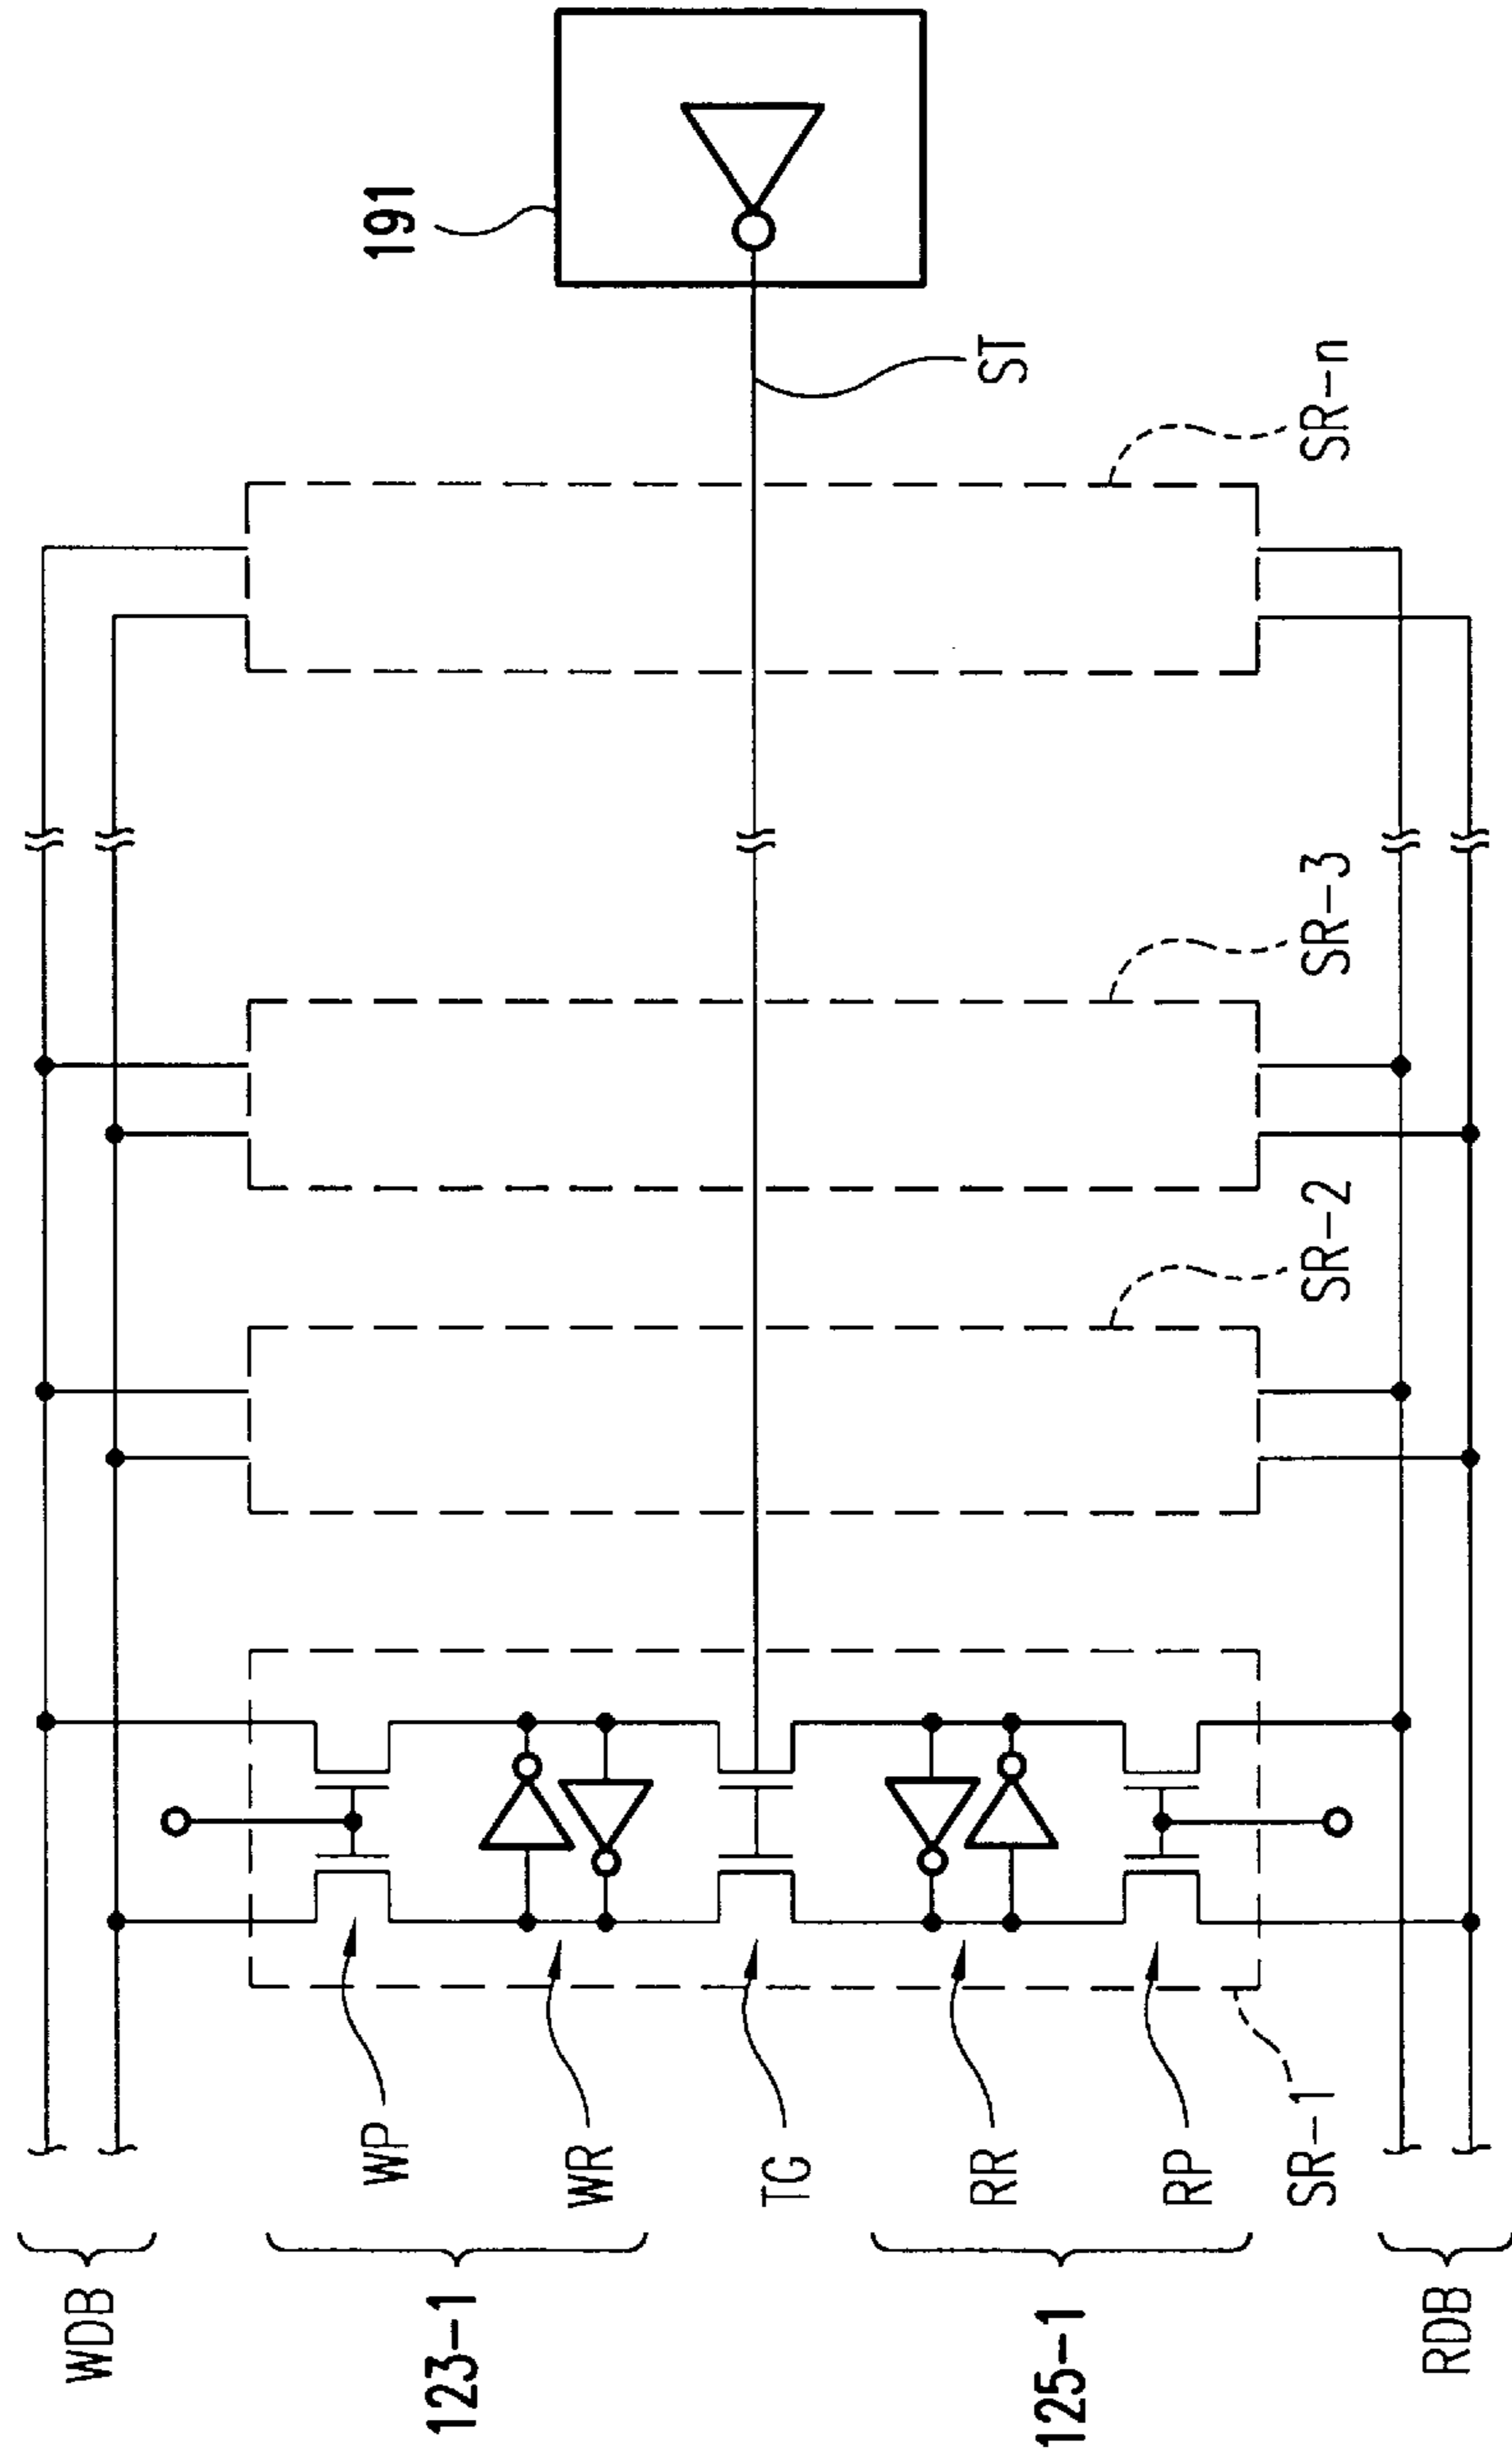 WDB
123-1
125-1
RDB
WP
WR
TG
RR
RP
SR-1
SR-2
SR-3
SR-n
ST
191